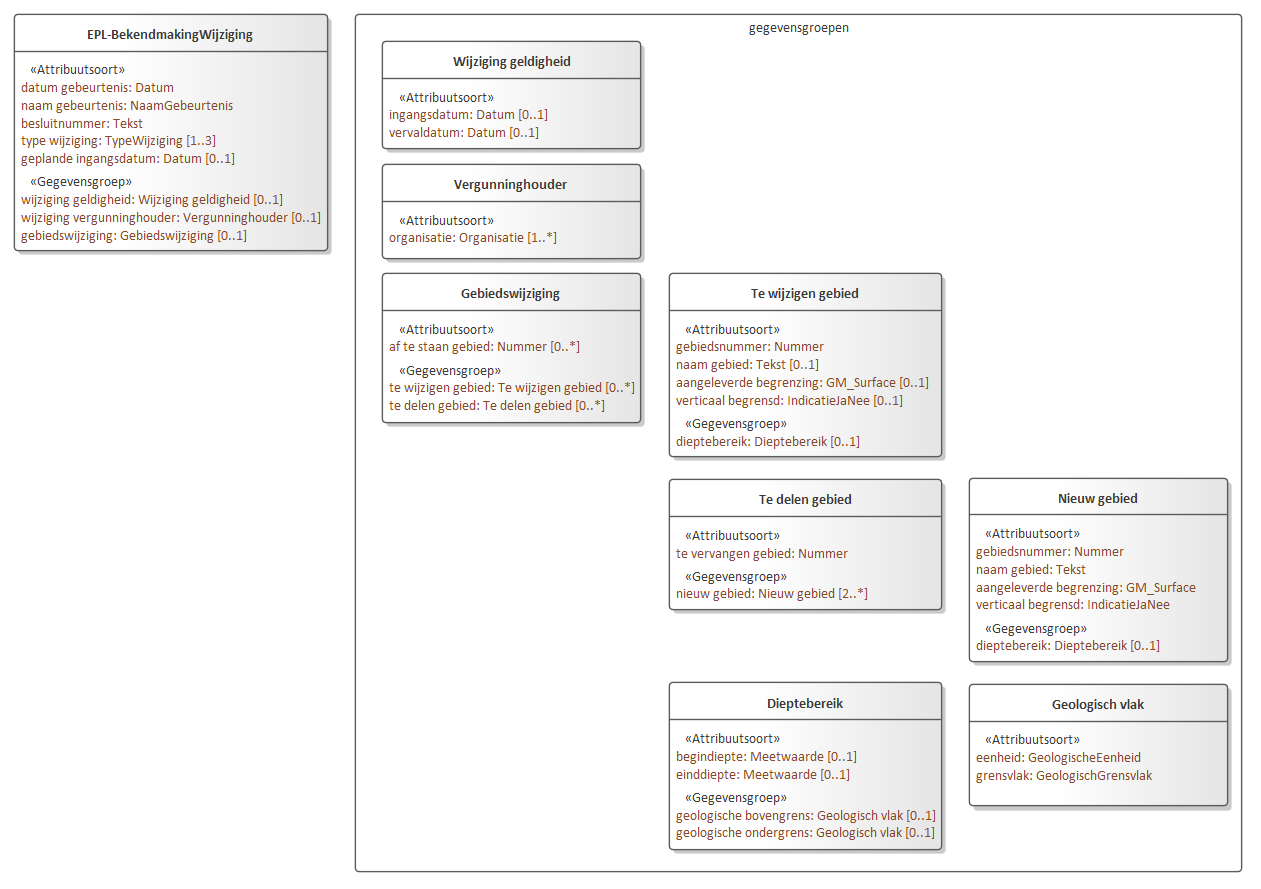 EPL-BekendmakingWijziging
«Attribuutsoort»
datum gebeurtenis: Datum
naam gebeurtenis: NaamGebeurtenis
besluitnummer: Tekst
type wijziging: TypeWijziging [1..3]
geplande ingangsdatum: Datum [0..1]
«Gegevensgroep»
wijziging geldigheid: Wijziging geldigheid [0..1]
wijziging vergunninghouder: Vergunninghouder [0..1]
gebiedswijziging: Gebiedswijziging [0..1]
gegevensgroepen
Wijziging geldigheid
«Attribuutsoort»
ingangsdatum: Datum [0..1]
vervaldatum: Datum [0..1]
Vergunninghouder
«Attribuutsoort»
organisatie: Organisatie [1..*]
Gebiedswijziging
«Attribuutsoort»
af te staan gebied: Nummer [0..*]
«Gegevensgroep»
te wijzigen gebied: Te wijzigen gebied [0..*]
te delen gebied: Te delen gebied [0..*]
Te wijzigen gebied
«Attribuutsoort»
gebiedsnummer: Nummer
naam gebied: Tekst [0..1]
aangeleverde begrenzing: GM_Surface [0..1]
verticaal begrensd: IndicatieJaNee [0..1]
«Gegevensgroep»
dieptebereik: Dieptebereik [0..1]
Te delen gebied
«Attribuutsoort»
te vervangen gebied: Nummer
«Gegevensgroep»
nieuw gebied: Nieuw gebied [2..*]
Nieuw gebied
«Attribuutsoort»
gebiedsnummer: Nummer
naam gebied: Tekst
aangeleverde begrenzing: GM_Surface
verticaal begrensd: IndicatieJaNee
«Gegevensgroep»
dieptebereik: Dieptebereik [0..1]
Dieptebereik
«Attribuutsoort»
begindiepte: Meetwaarde [0..1]
einddiepte: Meetwaarde [0..1]
«Gegevensgroep»
geologische bovengrens: Geologisch vlak [0..1]
geologische ondergrens: Geologisch vlak [0..1]
Geologisch vlak
«Attribuutsoort»
eenheid: GeologischeEenheid
grensvlak: GeologischGrensvlak